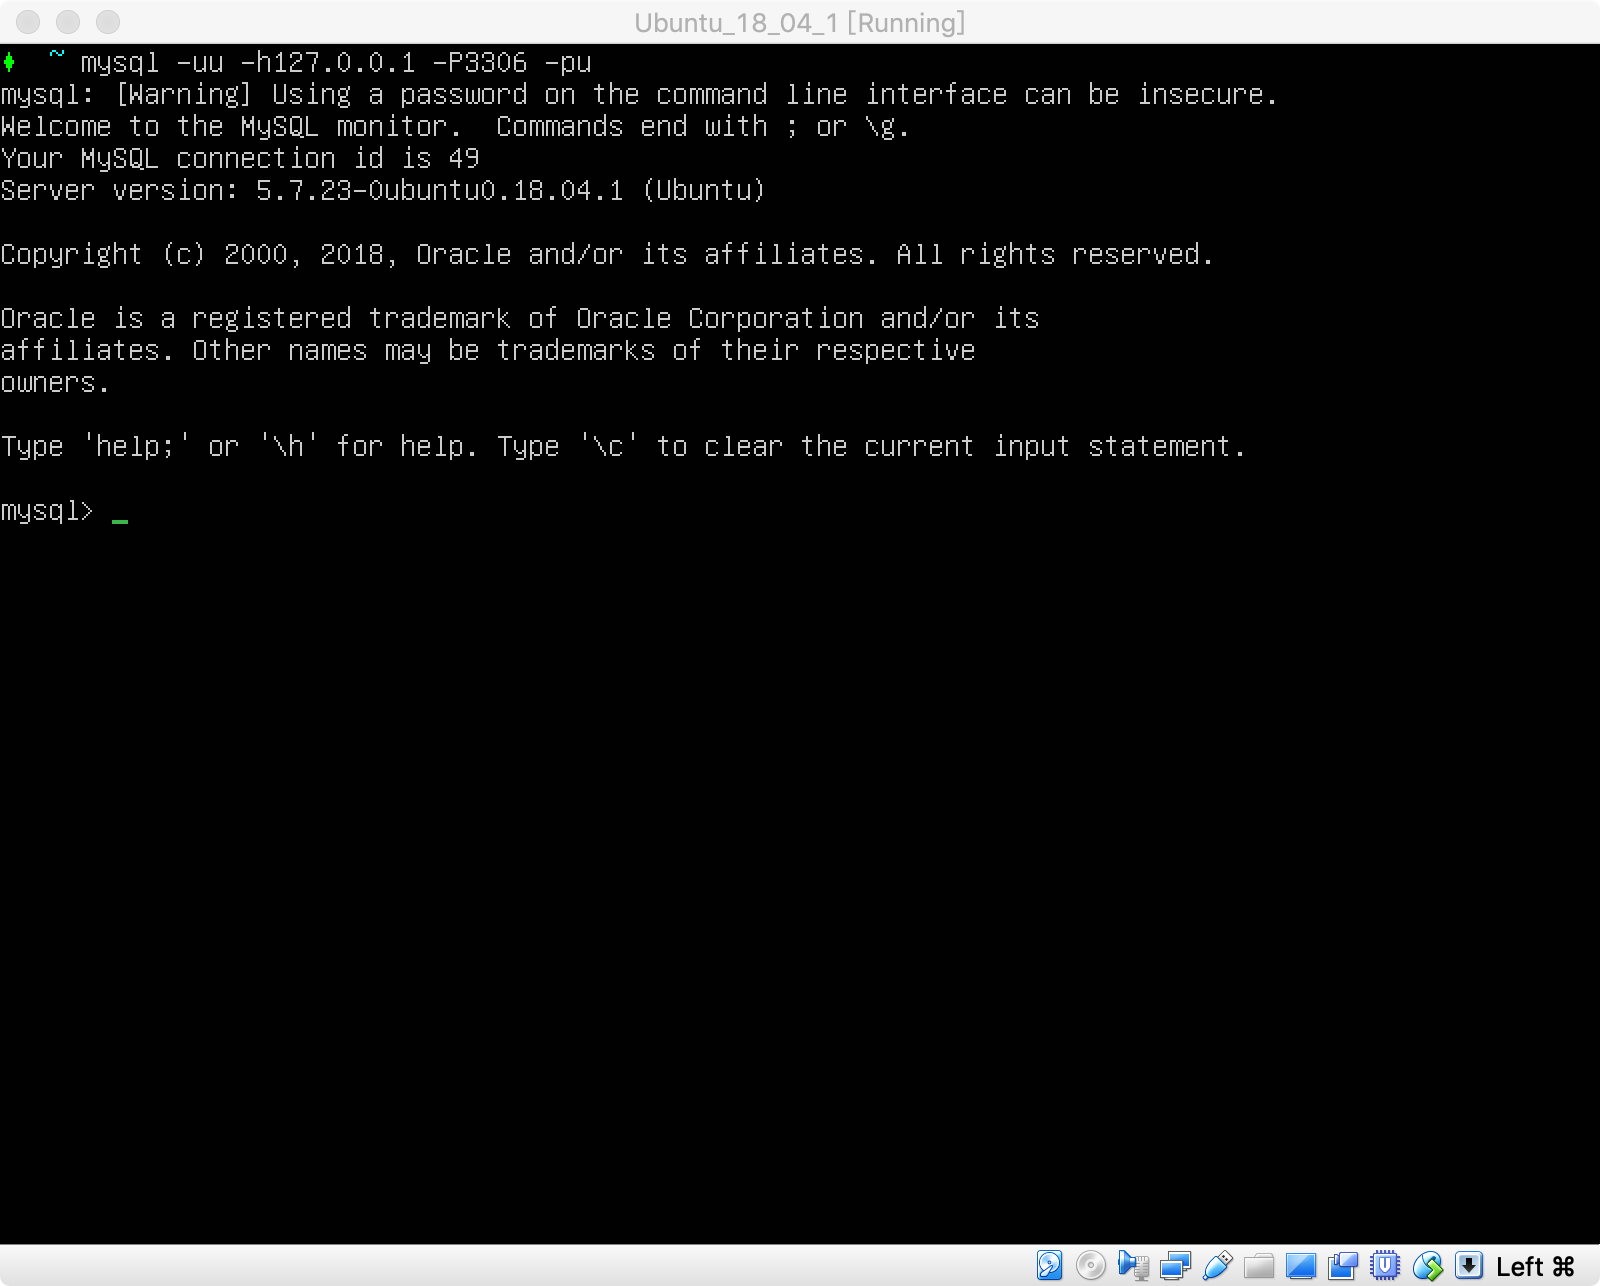 Ubuntu_18_04_1 [Running]
~ mysql -uu -h127.0.0.1 -P3306 -pu
mysql: [Warning] Using a password on the command line interface can be insecure.
Welcome to the MySQL monitor.  Commands end with ; or \g.
Your MySQL connection id is 49
Server version: 5.7.23-0ubuntu0.18.04.1 (Ubuntu)
Copyright (c) 2000, 2018, Oracle and/or its affiliates. All rights reserved.
Oracle is a registered trademark of Oracle Corporation and/or its
affiliates. Other names may be trademarks of their respective
owners.
Type 'help;' or '\h' for help. Type '\c' to clear the current input statement.
mysql> _
Left ⌘